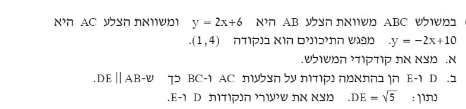 במשולש ABC משוואת הצלע AB היא y = 2x+6 ומשוואת הצלע AC היא
y = −2x+10. מפגש התיכונים הוא בנקודה (1,4).
א. מצא את קודקודי המשולש.
ב. D ו-E הן בהתאמה נקודות על הצלעות AC ו-BC כך ש-DE || AB.
נתון: DE = √5. מצא את שיעורי הנקודות D ו-E.